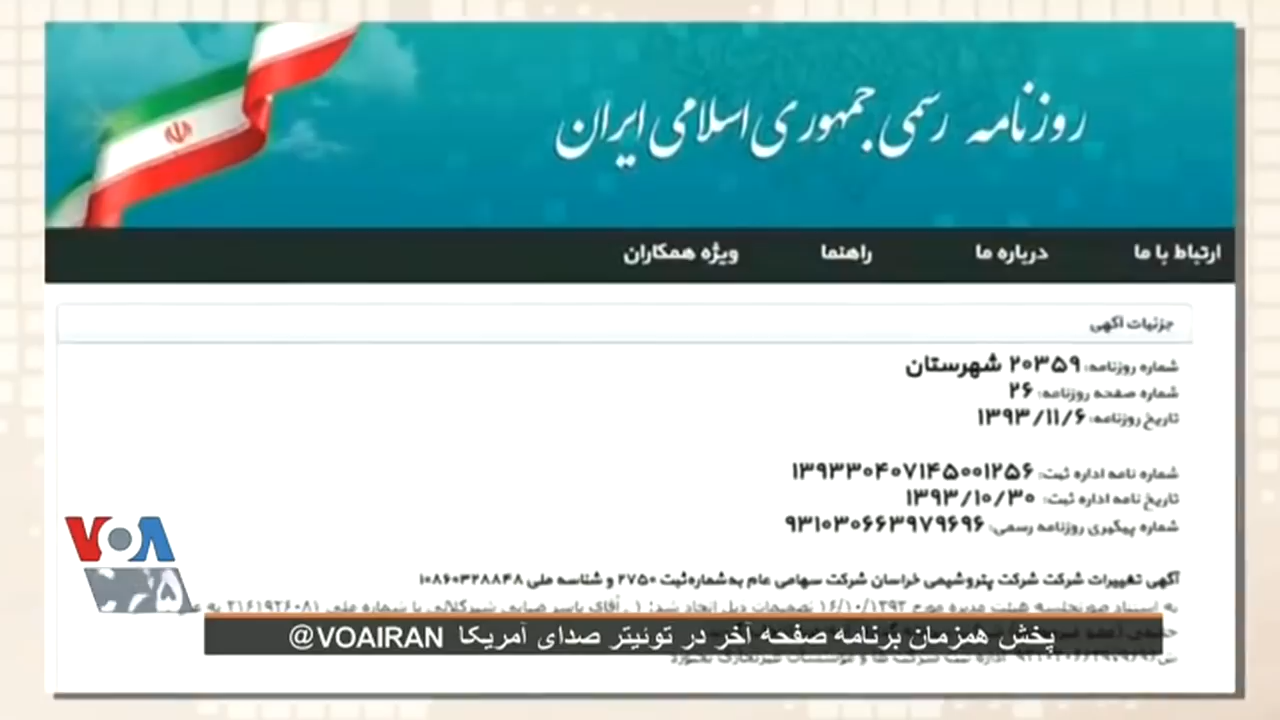 روزنامه رسمی جمهوری اسلامی ایران
ارتباط با ما درباره ما راهنما ویژه همکاران
جزئیات آگهی
شماره روزنامه: ۲۰۳۵۹ شهرستان
شماره صفحه روزنامه: ۲۶
تاریخ روزنامه: ۱۳۹۳/۱۱/۶
شماره نامه اداره ثبت: ۱۳۹۳۳۰۴۰۷۱۴۵۰۰۱۲۵۶
تاریخ نامه اداره ثبت: ۱۳۹۳/۱۰/۳۰
شماره پیگیری روزنامه رسمی: ۹۳۱۰۳۰۶۶۳۹۷۹۶۹۶
آگهی تغییرات شرکت شرکت پتروشیمی خراسان شرکت سهامی عام به‌شماره‌ثبت ۲۷۵۰ و شناسه ملی ۱۰۸۶۰۳۲۸۸۴۸
VOA
پخش همزمان برنامه صفحه آخر در توئیتر صدای آمریکا @VOAIRAN